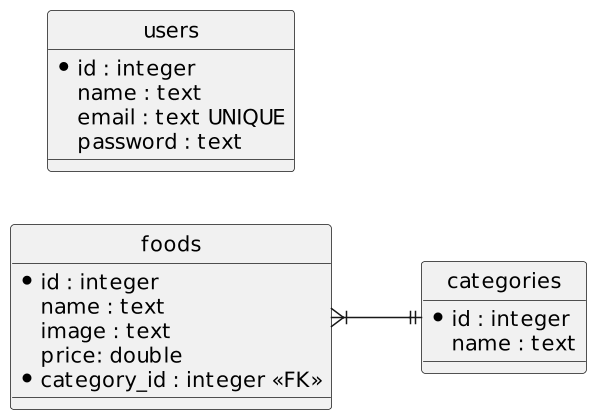 users
id : integer
name : text
email : text UNIQUE
password : text
foods
id : integer
name : text
image : text
price: double
category_id : integer «FK»
categories
id : integer
name : text